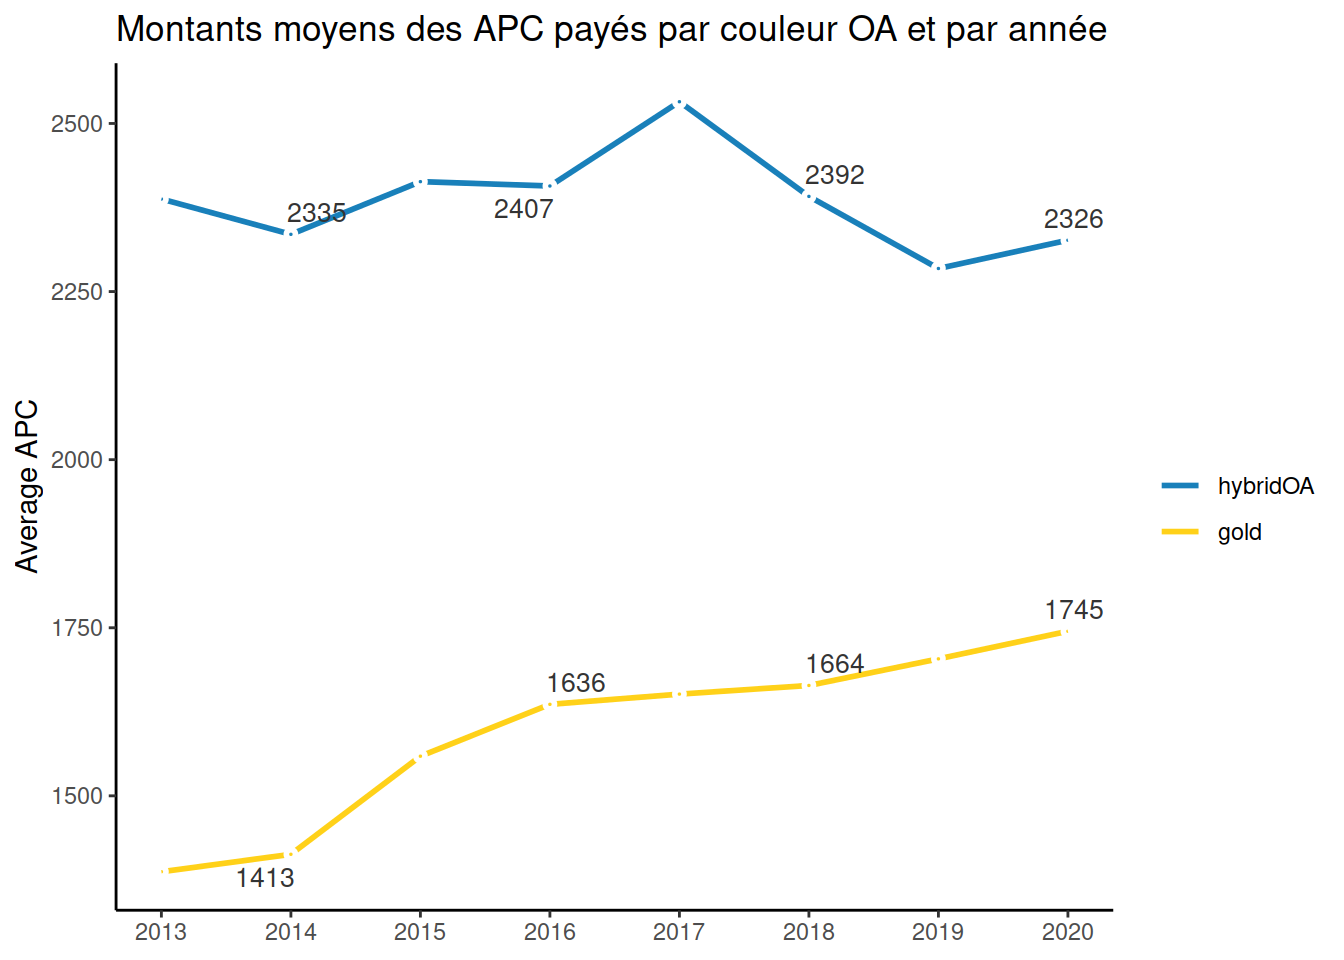 Montants moyens des APC payés par couleur OA et par année
Average APC
2500
2250
2000
1750
1500
2335
2407
2392
2326
1413
1636
1664
1745
2013 2014 2015 2016 2017 2018 2019 2020
hybridOA
gold